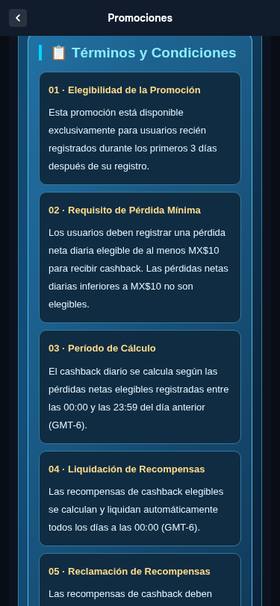 Promociones
📋 Términos y Condiciones
01 · Elegibilidad de la Promoción
Esta promoción está disponible
exclusivamente para usuarios recién
registrados durante los primeros 3 días
después de su registro.
02 · Requisito de Pérdida Mínima
Los usuarios deben registrar una pérdida
neta diaria elegible de al menos MX$10
para recibir cashback. Las pérdidas netas
diarias inferiores a MX$10 no son
elegibles.
03 · Período de Cálculo
El cashback diario se calcula según las
pérdidas netas elegibles registradas entre
las 00:00 y las 23:59 del día anterior
(GMT-6).
04 · Liquidación de Recompensas
Las recompensas de cashback elegibles
se calculan y liquidan automáticamente
todos los días a las 00:00 (GMT-6).
05 · Reclamación de Recompensas
Las recompensas de cashback deben